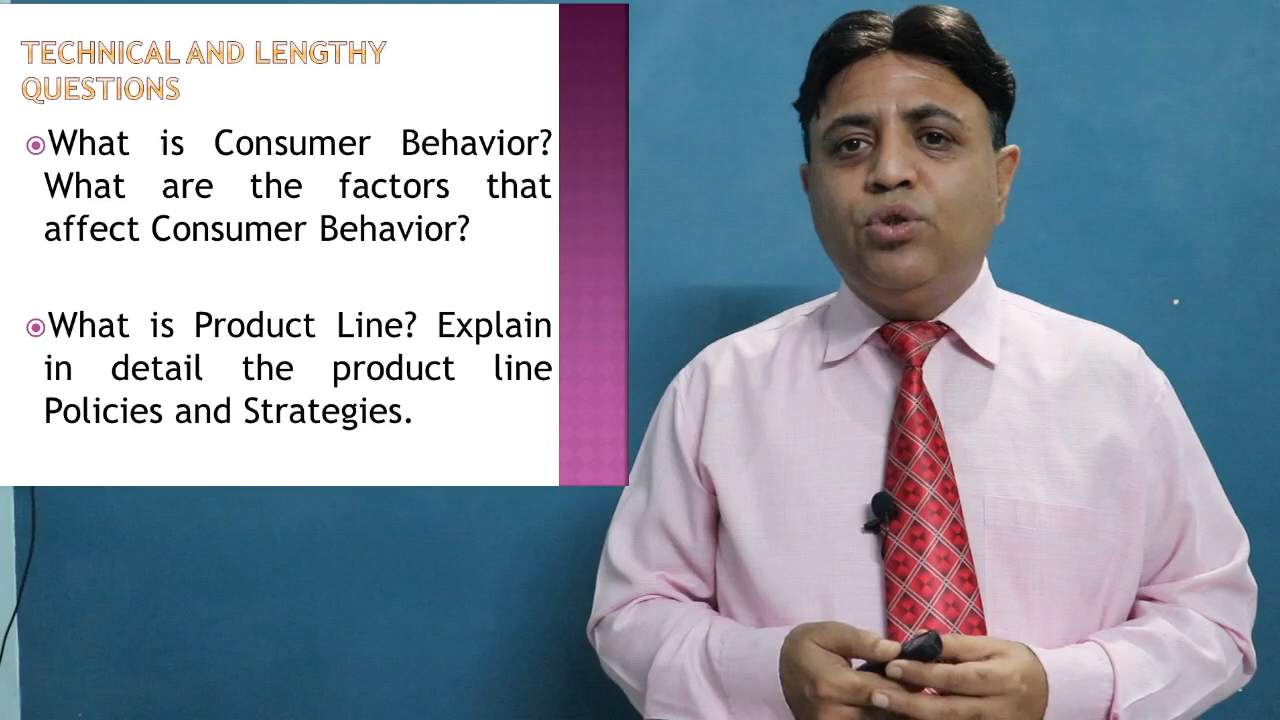 TECHNICAL AND LENGTHY
QUESTIONS
What is Consumer Behavior?
What are the factors that
affect Consumer Behavior?
What is Product Line? Explain
in detail the product line
Policies and Strategies.